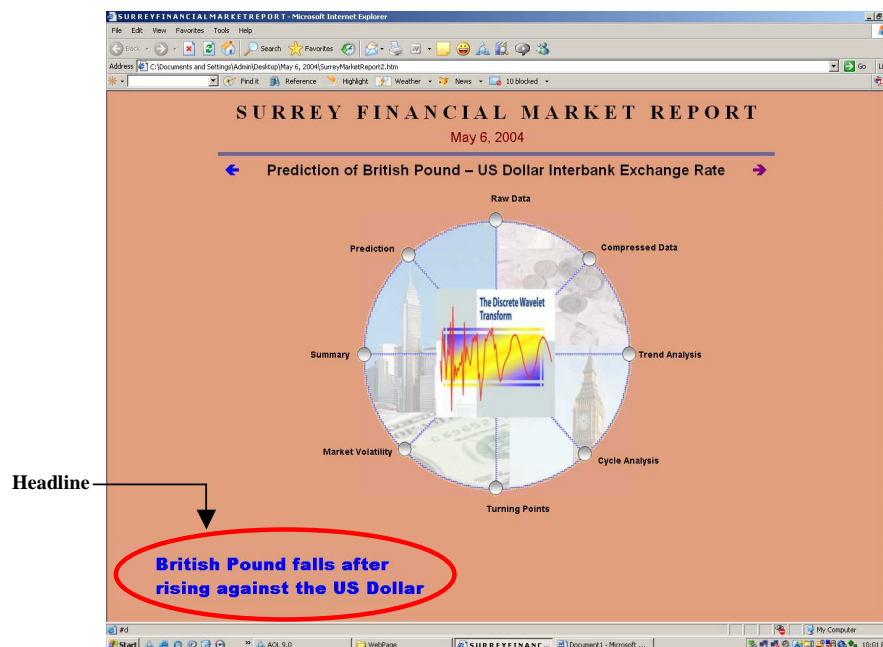 SURREYFINANCIALMARKETREPORT - Microsoft Internet Explorer
File Edit View Favorites Tools Help
Back Search Favorites
Address C:\Documents and Settings\Admin\Desktop\May 6, 2004\SurreyMarketReport2.htm Go
Find it Reference Highlight Weather News 10 blocked
SURREY FINANCIAL MARKET REPORT
May 6, 2004
Prediction of British Pound – US Dollar Interbank Exchange Rate
Raw Data
Prediction
Compressed Data
The Discrete Wavelet
Transform
Summary
Trend Analysis
Market Volatility
Cycle Analysis
Turning Points
Headline
British Pound falls after
rising against the US Dollar
#d My Computer
Start AOL 9.0 WebPage SURREYFINANC... Document1 - Microsoft ...